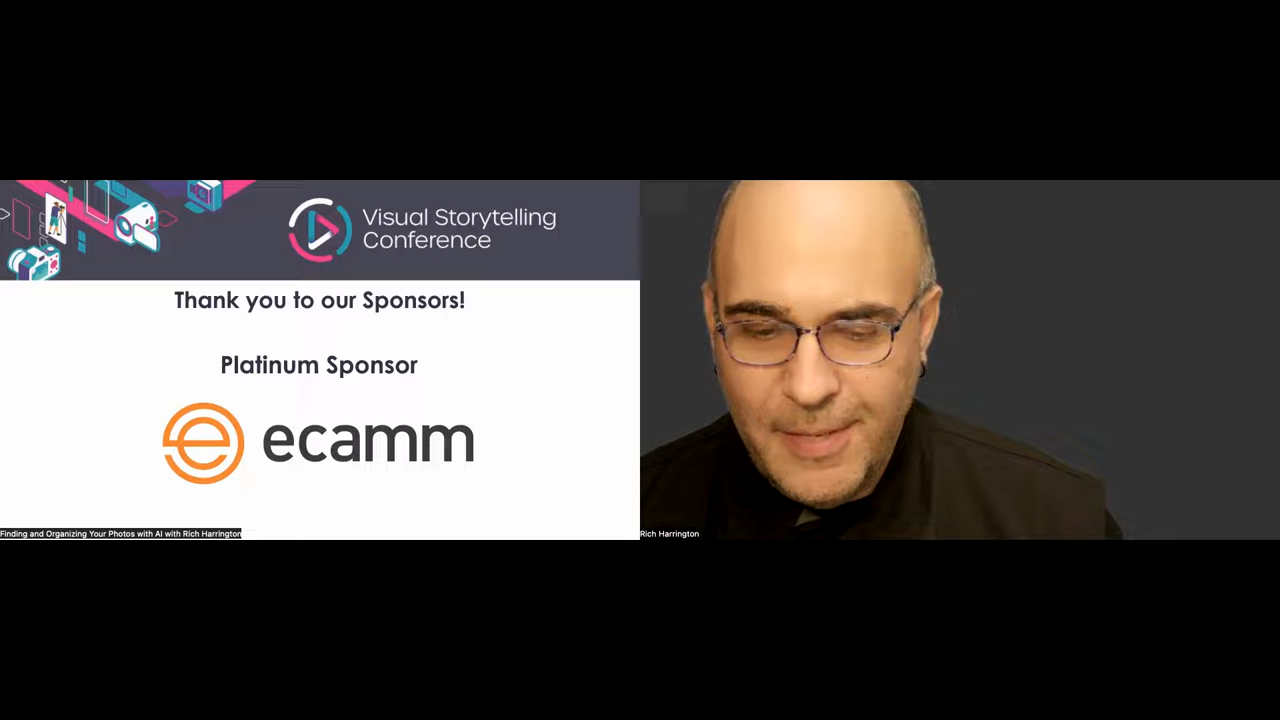 Visual Storytelling
Conference
Thank you to our Sponsors!
Platinum Sponsor
ecamm
Finding and Organizing Your Photos with AI with Rich Harrington
Rich Harrington